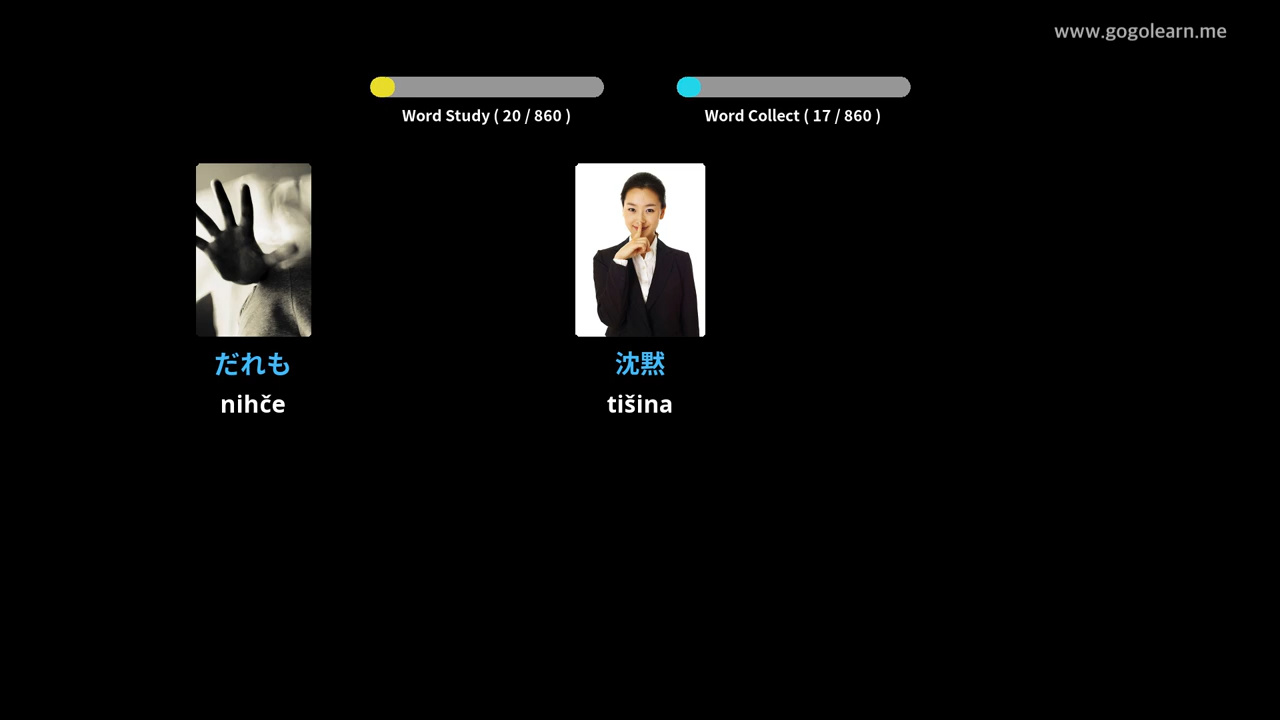 www.gogolearn.me
Word Study ( 20 / 860 )
Word Collect ( 17 / 860 )
だれも
nihče
沈黙
tišina